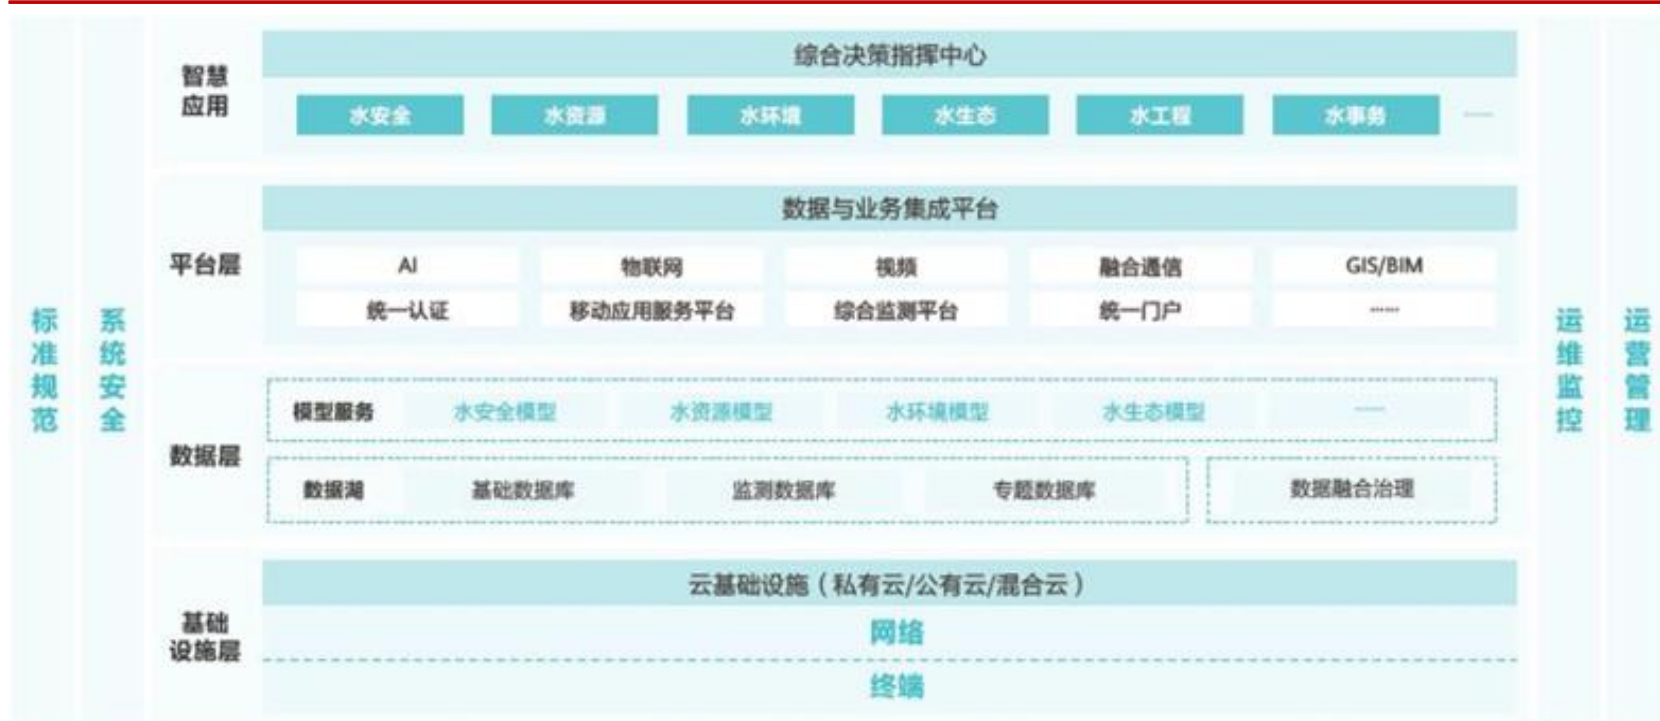 标准规范
系统安全
智慧
应用
综合决策指挥中心
水安全 水资源 水环境 水生态 水工程 水事务 ......
平台层
数据与业务集成平台
AI 物联网 视频 融合通信 GIS/BIM
统一认证 移动应用服务平台 综合监测平台 统一门户 ......
数据层
模型服务 水安全模型 水资源模型 水环境模型 水生态模型 ......
数据湖 基础数据库 监测数据库 专题数据库 数据融合治理
基础
设施层
云基础设施（私有云/公有云/混合云）
网络
终端
运维监控
运营管理